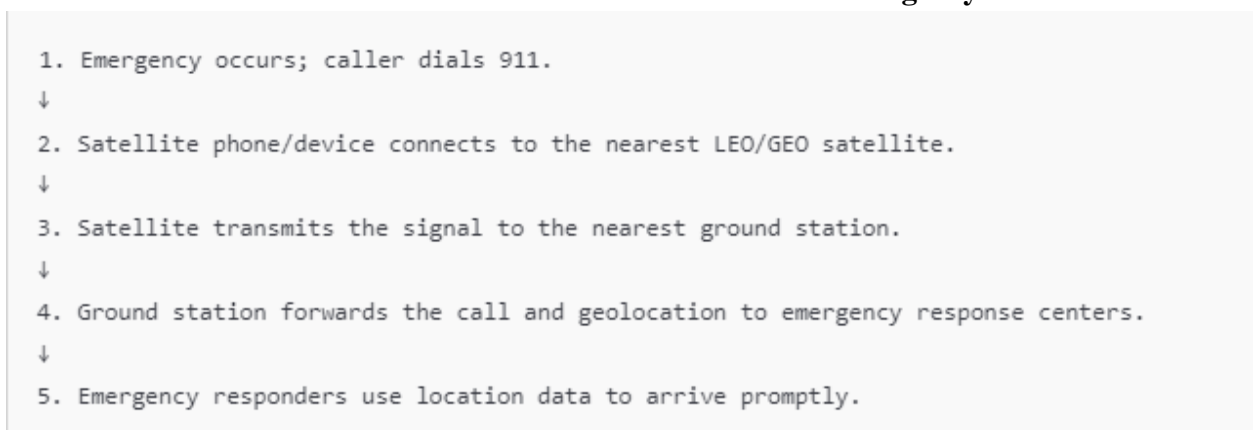 1. Emergency occurs; caller dials 911.
↓
2. Satellite phone/device connects to the nearest LEO/GEO satellite.
↓
3. Satellite transmits the signal to the nearest ground station.
↓
4. Ground station forwards the call and geolocation to emergency response centers.
↓
5. Emergency responders use location data to arrive promptly.